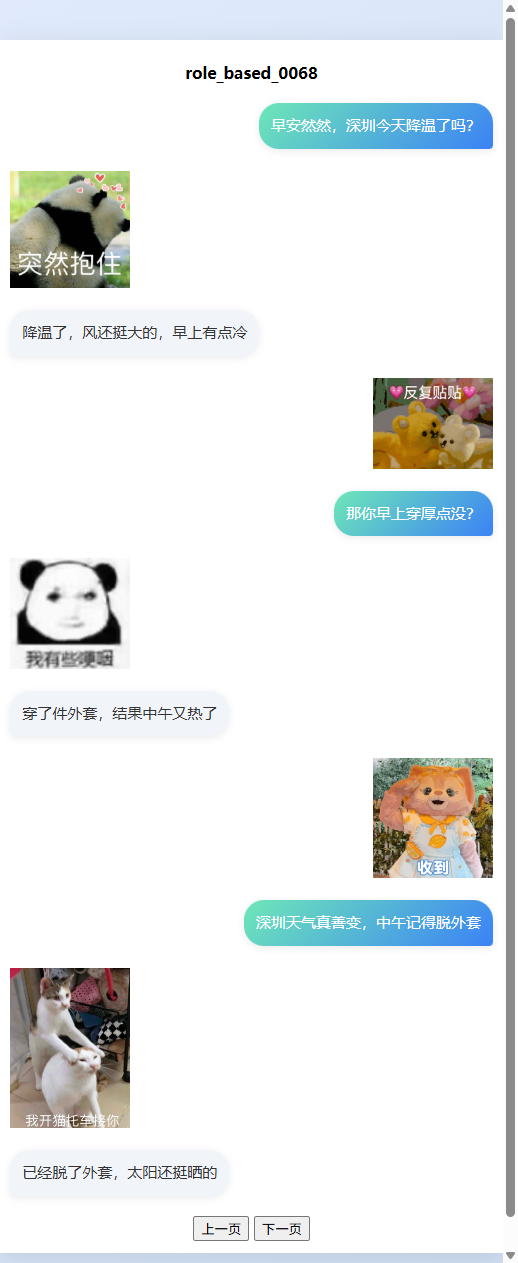 role_based_0068
早安然然，深圳今天降温了吗？
突然抱住
降温了，风还挺大的，早上有点冷
💗反复贴贴💗
那你早上穿厚点没？
我有些哽咽
穿了件外套，结果中午又热了
收到
深圳天气真善变，中午记得脱外套
我开猫托车接你
已经脱了外套，太阳还挺晒的
上一页 下一页